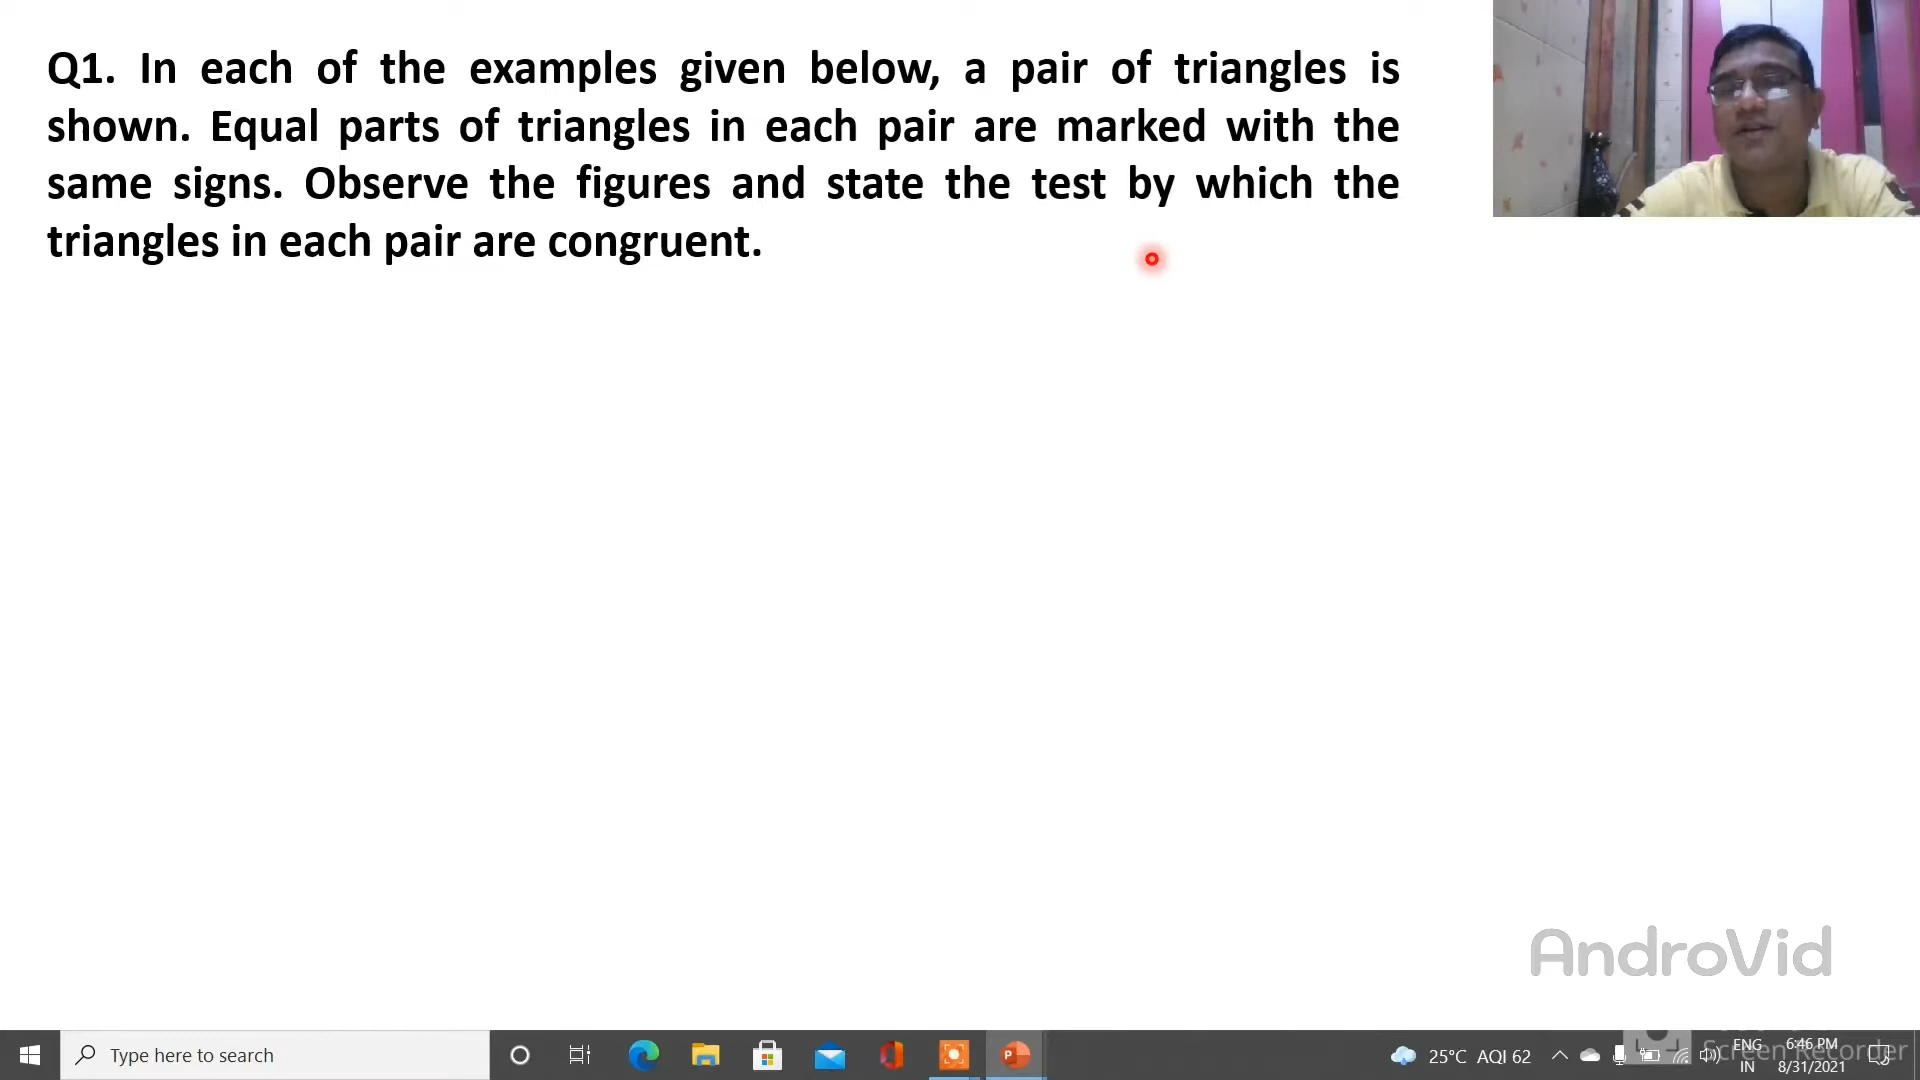 Q1. In each of the examples given below, a pair of triangles is
shown. Equal parts of triangles in each pair are marked with the
same signs. Observe the figures and state the test by which the
triangles in each pair are congruent.
AndroVid
Type here to search
25°C AQI 62
ENG
IN
6:46 PM
8/31/2021
Screen Recorder